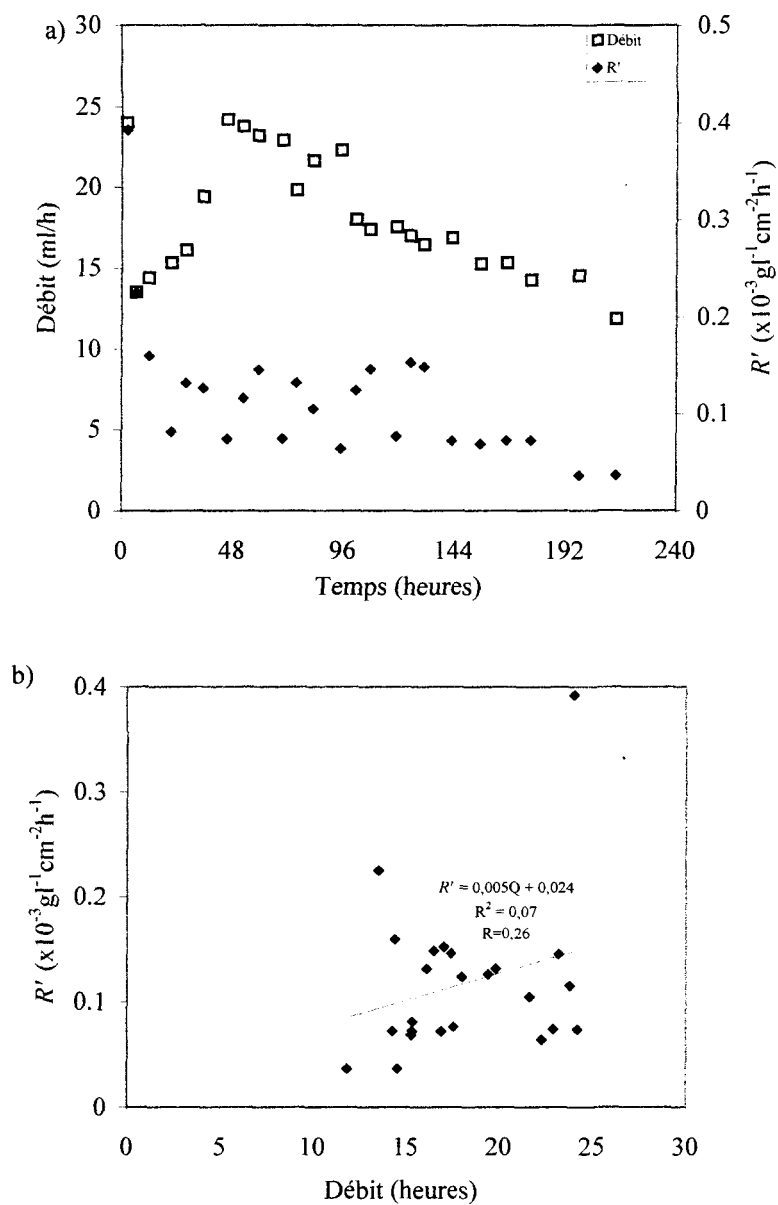 a)
30
25
20
15
10
5
0
Débit (ml/h)
Débit
R'
0.5
0.4
0.3
0.2
0.1
0
R' (x10⁻³gl⁻¹cm⁻²h⁻¹)
0 48 96 144 192 240
Temps (heures)
b)
0.4
0.3
0.2
0.1
0
R' (x10⁻³gl⁻¹cm⁻²h⁻¹)
R' = 0,005Q + 0,024
R² = 0,07
R=0,26
0 5 10 15 20 25 30
Débit (heures)